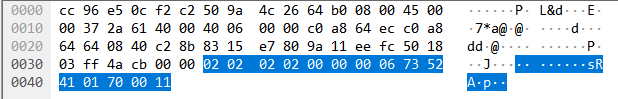 0000 cc 96 e5 0c f2 c2 50 9a 4c 26 64 b0 08 00 45 00 ······P· L&d···E·
0010 00 37 2a 61 40 00 40 06 00 00 c0 a8 64 ec c0 a8 ·7*a@·@· ····d···
0020 64 64 08 40 c2 8b 83 15 e7 80 9a 11 ee fc 50 18 dd·@···· ······P·
0030 03 ff 4a cb 00 00 02 02 02 02 00 00 00 06 73 52 ··J····· ······sR
0040 41 01 70 00 11 A·p··